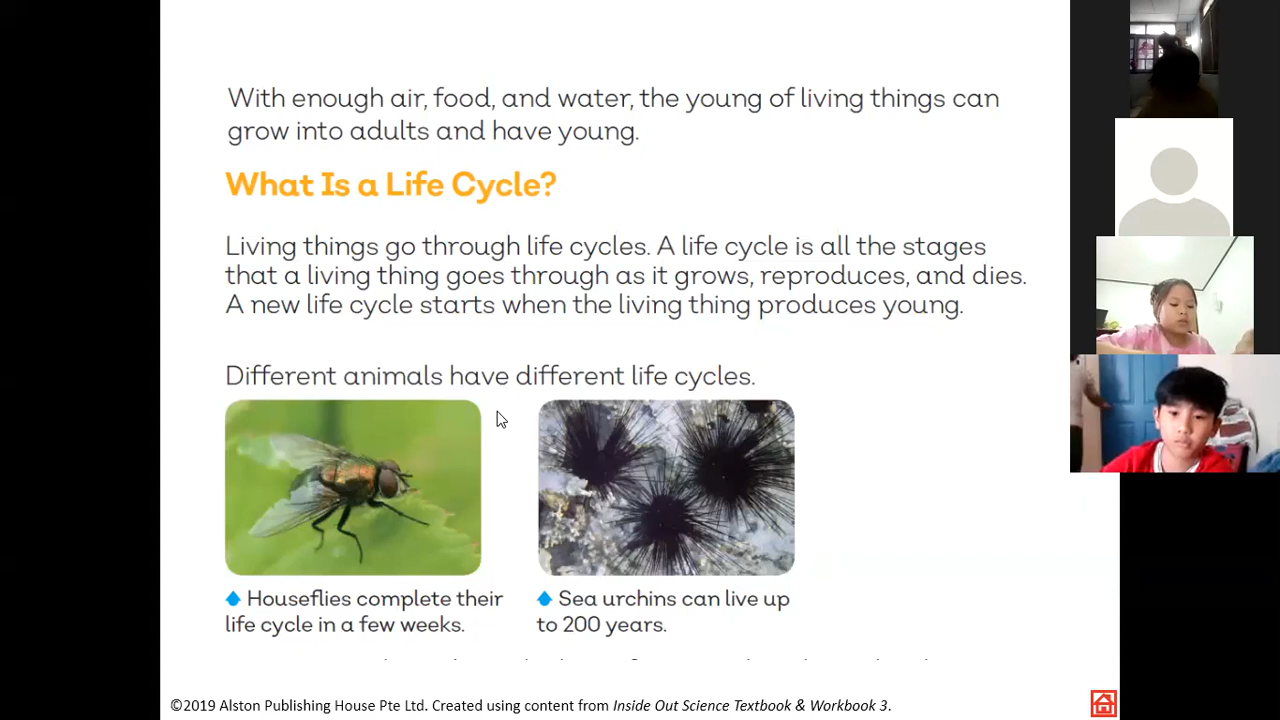 With enough air, food, and water, the young of living things can
grow into adults and have young.
What Is a Life Cycle?
Living things go through life cycles. A life cycle is all the stages
that a living thing goes through as it grows, reproduces, and dies.
A new life cycle starts when the living thing produces young.
Different animals have different life cycles.
Houseflies complete their
life cycle in a few weeks.
Sea urchins can live up
to 200 years.
©2019 Alston Publishing House Pte Ltd. Created using content from Inside Out Science Textbook & Workbook 3.